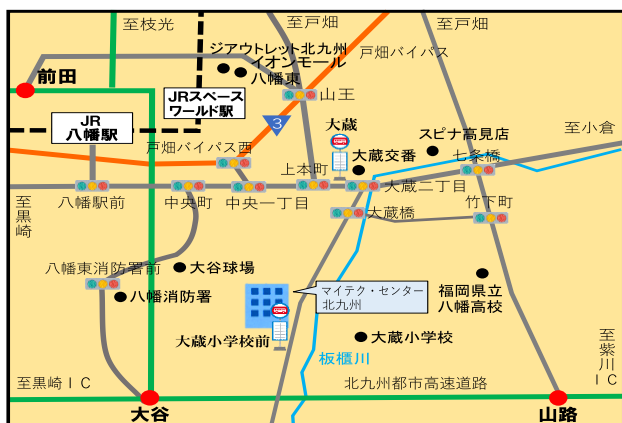 至枝光
至戸畑
至戸畑
戸畑バイパス
ジアウトレット北九州
イオンモール
八幡東
前田
JRスペース
ワールド駅
山王
3
JR
八幡駅
大蔵
スピナ高見店
至小倉
戸畑バイパス西
大蔵交番
七条橋
上本町
八幡駅前
中央町
中央一丁目
大蔵二丁目
竹下町
至黒崎
大蔵橋
八幡東消防署前
大谷球場
八幡消防署
マイテク・センター
北九州
福岡県立
八幡高校
大蔵小学校前
大蔵小学校
板櫃川
至紫川IC
至黒崎IC
北九州都市高速道路
大谷
山路